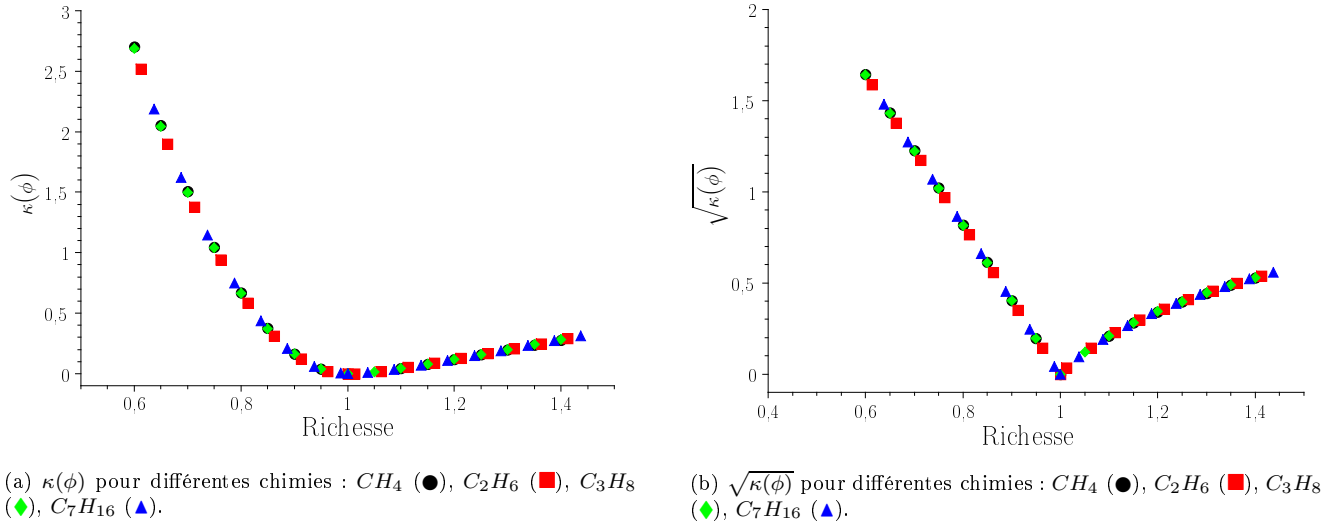 3
2,5
2
1,5
1
0,5
0
κ(ϕ)
0,6
0,8
1
1,2
1,4
Richesse
(a) κ(ϕ) pour différentes chimies : CH4 (●), C2H6 (■), C3H8
(♦), C7H16 (▲).
2
1,5
1
0,5
0
√κ(ϕ)
0,4
0,6
0,8
1
1,2
1,4
Richesse
(b) √κ(ϕ) pour différentes chimies : CH4 (●), C2H6 (■), C3H8
(♦), C7H16 (▲).